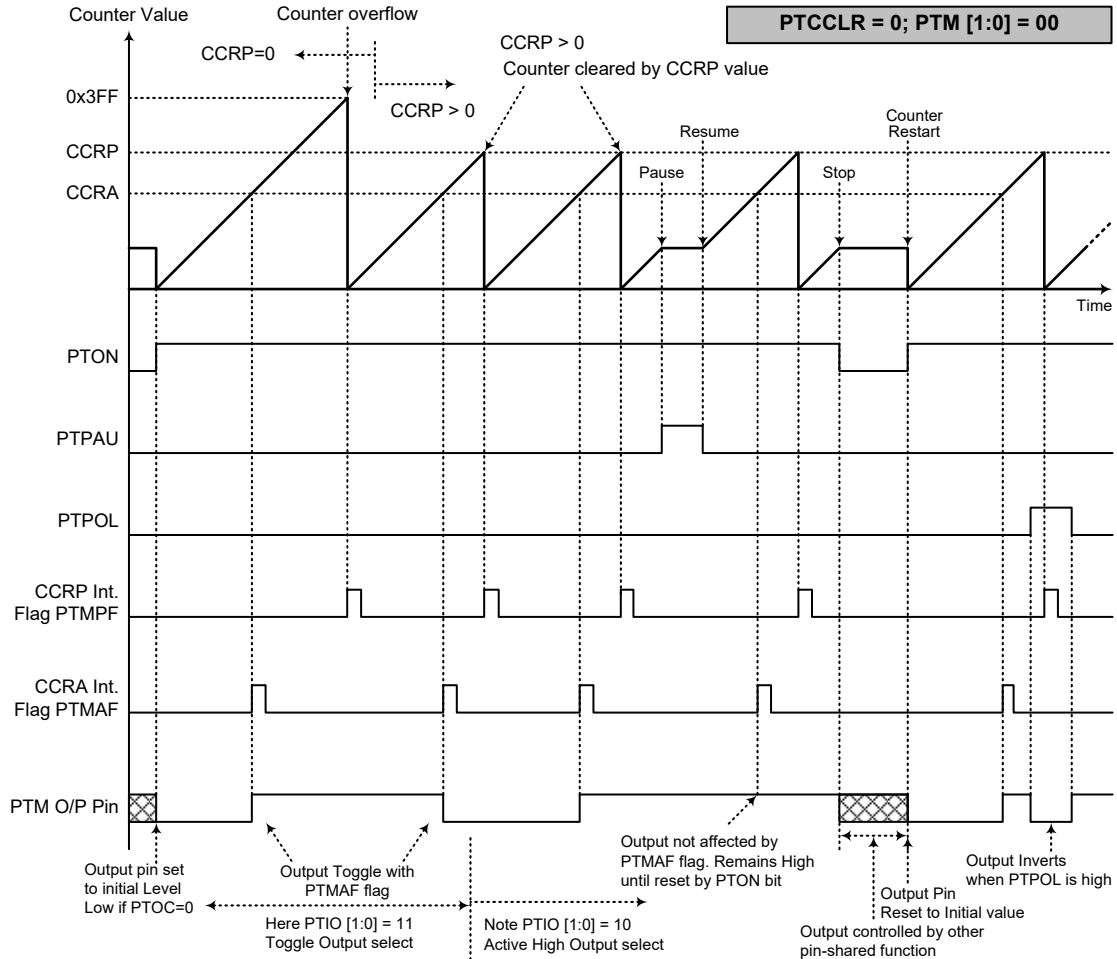 Counter Value
Counter overflow
PTCCLR = 0; PTM [1:0] = 00
CCRP=0
CCRP > 0
CCRP > 0
Counter cleared by CCRP value
0x3FF
CCRP
CCRA
Pause
Resume
Stop
Counter
Restart
Time
PTON
PTPAU
PTPOL
CCRP Int.
Flag PTMPF
CCRA Int.
Flag PTMAF
PTM O/P Pin
Output pin set
to initial Level
Low if PTOC=0
Output Toggle with
PTMAF flag
Here PTIO [1:0] = 11
Toggle Output select
Note PTIO [1:0] = 10
Active High Output select
Output not affected by
PTMAF flag. Remains High
until reset by PTON bit
Output Pin
Reset to Initial value
Output controlled by other
pin-shared function
Output Inverts
when PTPOL is high